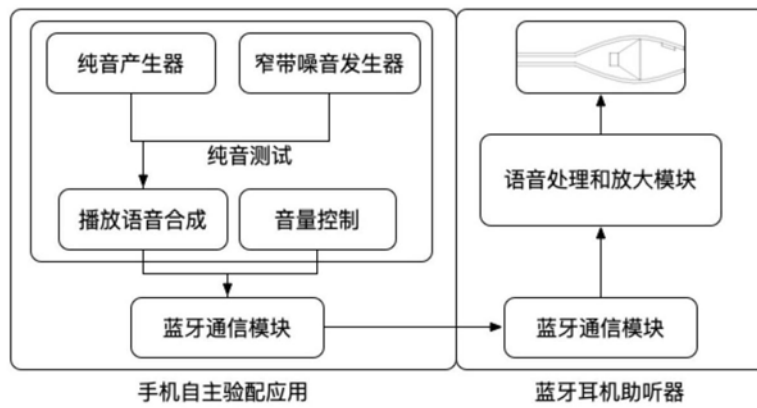 纯音产生器
窄带噪音发生器
纯音测试
播放语音合成
音量控制
蓝牙通信模块
手机自主验配应用
语音处理和放大模块
蓝牙通信模块
蓝牙耳机助听器